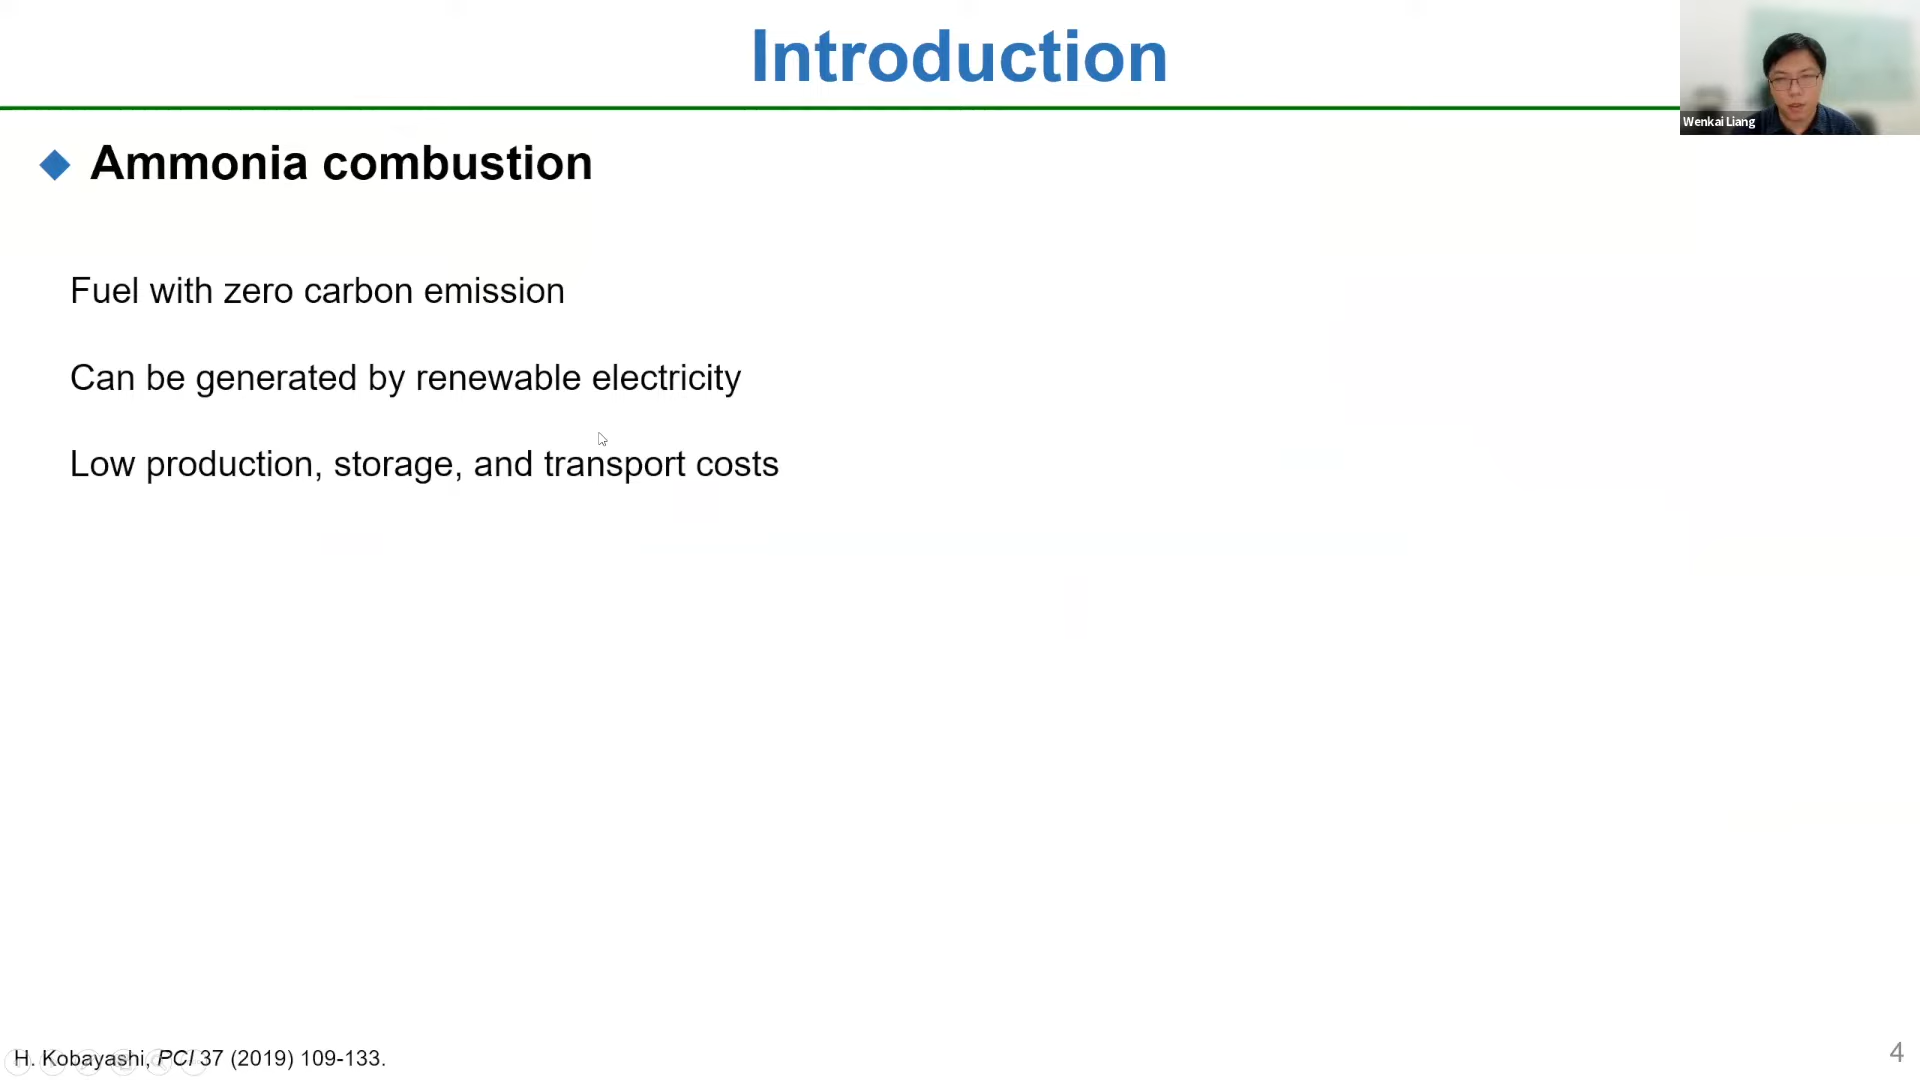 Introduction
Wenkai Liang
Ammonia combustion
Fuel with zero carbon emission
Can be generated by renewable electricity
Low production, storage, and transport costs
H. Kobayashi, PCI 37 (2019) 109-133.
4